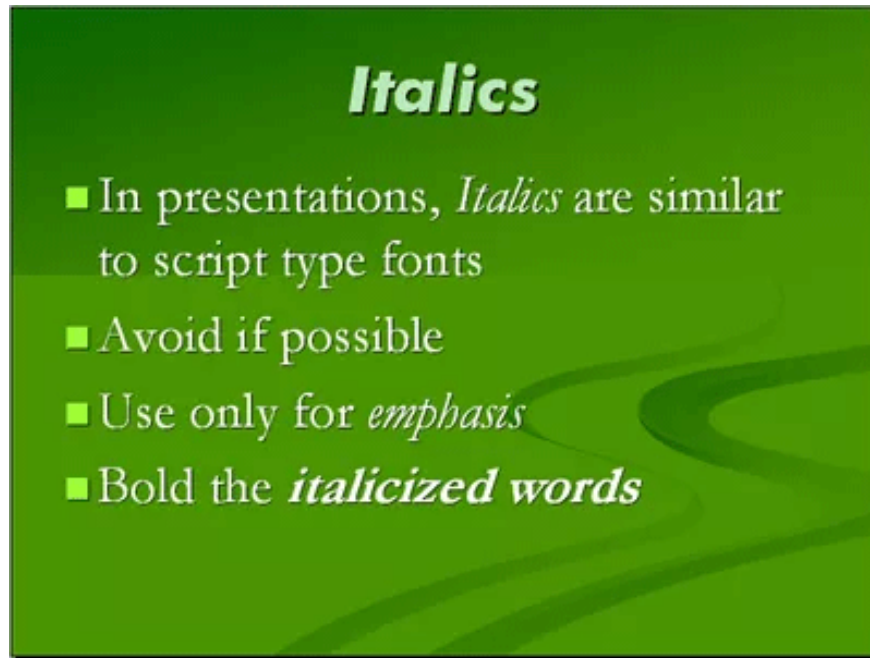 Italics
In presentations, Italics are similar
to script type fonts
Avoid if possible
Use only for emphasis
Bold the italicized words